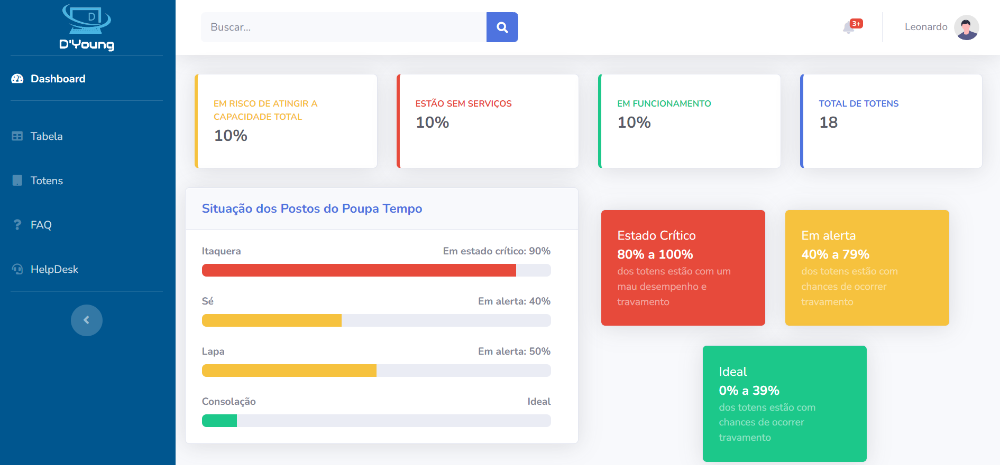 D
D'Young
Dashboard
Tabela
Totens
FAQ
HelpDesk
Buscar...
3+
Leonardo
EM RISCO DE ATINGIR A
CAPACIDADE TOTAL
10%
ESTÃO SEM SERVIÇOS
10%
EM FUNCIONAMENTO
10%
TOTAL DE TOTENS
18
Situação dos Postos do Poupa Tempo
Itaquera Em estado crítico: 90%
Sé Em alerta: 40%
Lapa Em alerta: 50%
Consolação Ideal
Estado Crítico
80% a 100%
dos totens estão com um
mau desempenho e
travamento
Em alerta
40% a 79%
dos totens estão com
chances de ocorrer
travamento
Ideal
0% a 39%
dos totens estão com
chances de ocorrer
travamento